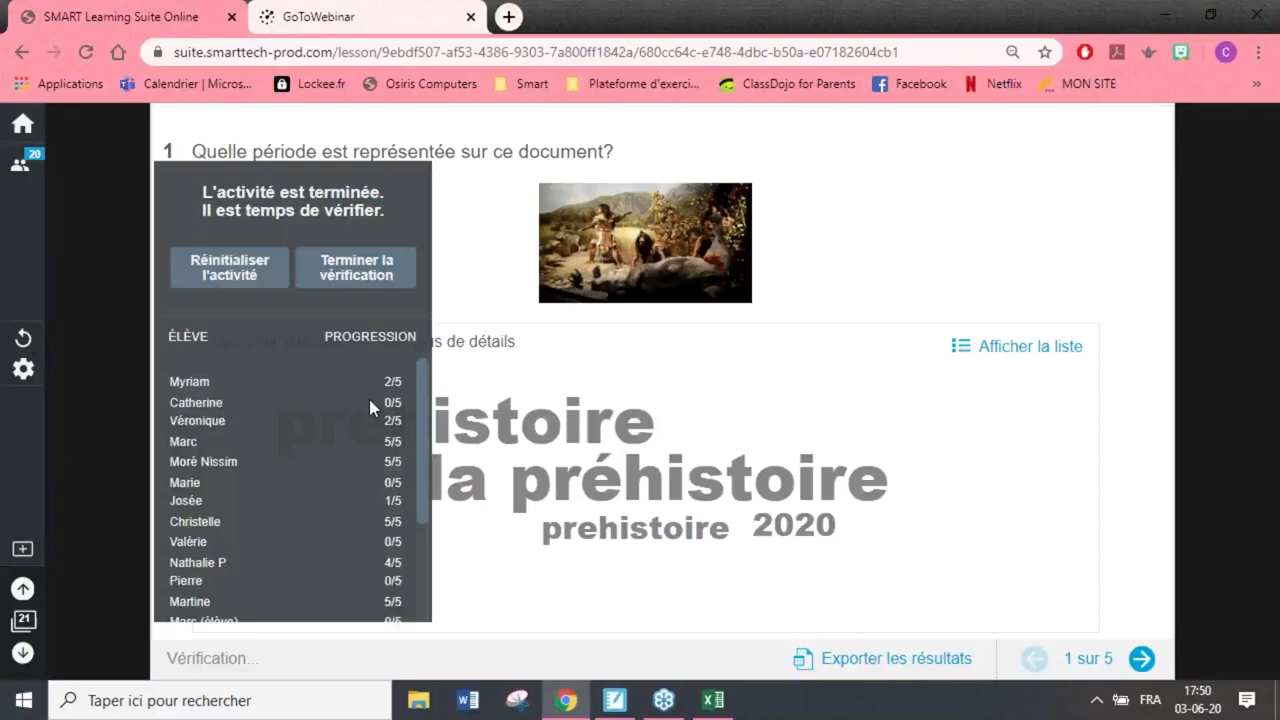 SMART Learning Suite Online
GoToWebinar
suite.smarttech-prod.com/lesson/9ebdf507-af53-4386-9303-7a800ff1842a/680cc64c-e748-4dbc-b50a-e07182604cb1
C
Applications
Calendrier | Micros...
Lockee.fr
Osiris Computers
Smart
Plateforme d'exerci...
ClassDojo for Parents
Facebook
Netflix
MON SITE
»
20
1 Quelle période est représentée sur ce document?
L'activité est terminée.
Il est temps de vérifier.
Réinitialiser
l'activité
Terminer la
vérification
ÉLÈVE PROGRESSION
us de détails
Afficher la liste
Myriam 2/5
Catherine 0/5
Véronique 2/5
Marc 5/5
Moré Nissim 5/5
Marie 0/5
Josée 1/5
Christelle 5/5
Valérie 0/5
Nathalie P 4/5
Pierre 0/5
Martine 5/5
Marc (élève) 0/5
prehistoire
la préhistoire
prehistoire 2020
21
Vérification...
Exporter les résultats
1 sur 5
Taper ici pour rechercher
FRA
17:50
03-06-20